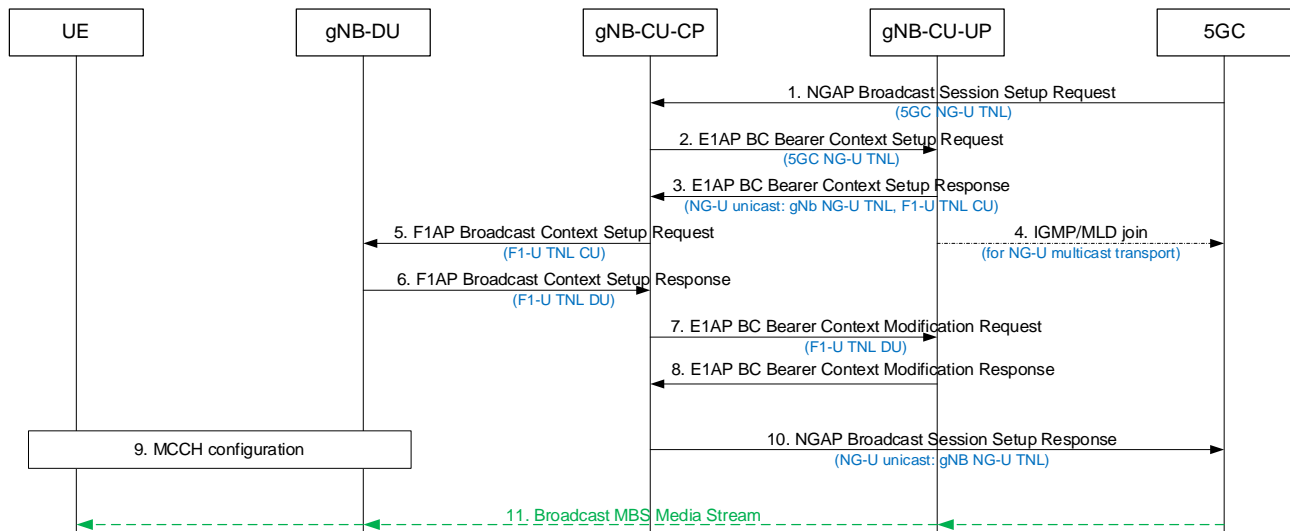 UE
gNB-DU
gNB-CU-CP
gNB-CU-UP
5GC
1. NGAP Broadcast Session Setup Request
(5GC NG-U TNL)
2. E1AP BC Bearer Context Setup Request
(5GC NG-U TNL)
3. E1AP BC Bearer Context Setup Response
(NG-U unicast: gNb NG-U TNL, F1-U TNL CU)
4. IGMP/MLD join
(for NG-U multicast transport)
5. F1AP Broadcast Context Setup Request
(F1-U TNL CU)
6. F1AP Broadcast Context Setup Response
(F1-U TNL DU)
7. E1AP BC Bearer Context Modification Request
(F1-U TNL DU)
8. E1AP BC Bearer Context Modification Response
9. MCCH configuration
10. NGAP Broadcast Session Setup Response
(NG-U unicast: gNB NG-U TNL)
11. Broadcast MBS Media Stream